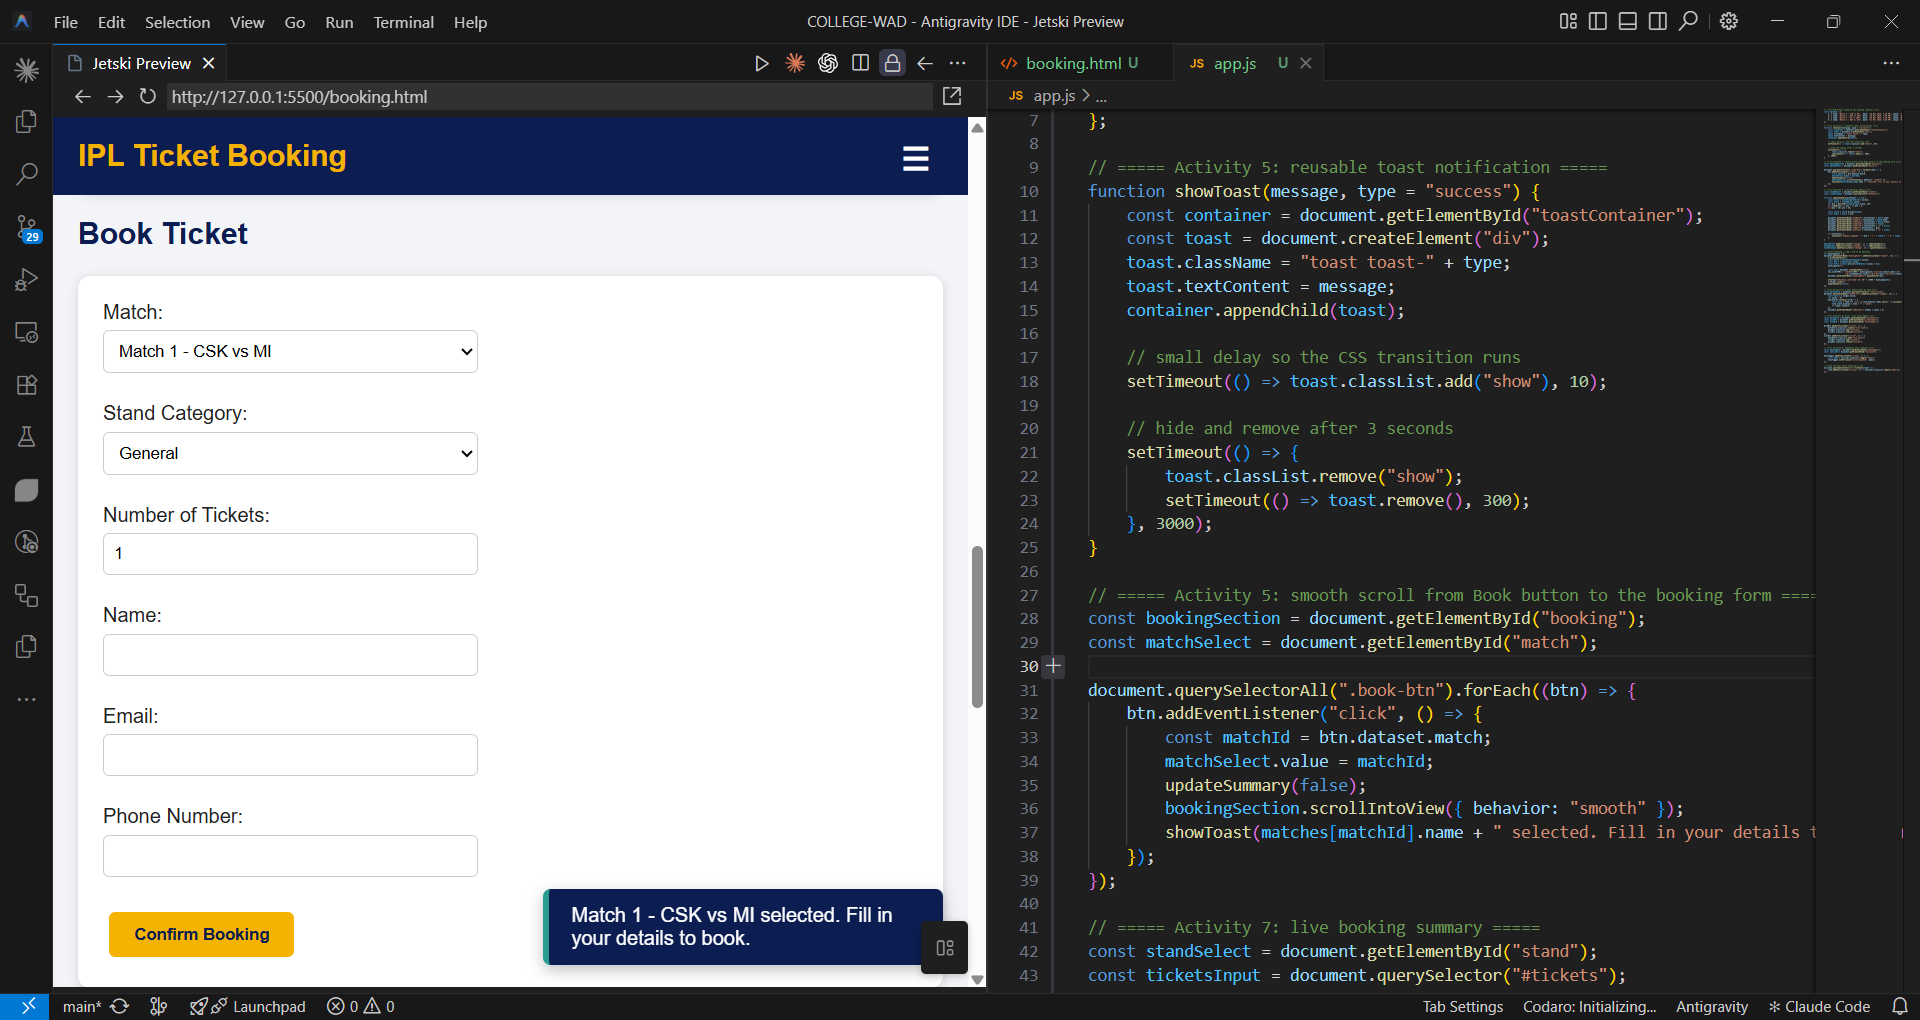 File Edit Selection View Go Run Terminal Help
COLLEGE-WAD - Antigravity IDE - Jetski Preview
Jetski Preview
http://127.0.0.1:5500/booking.html
IPL Ticket Booking
Book Ticket
Match:
Match 1 - CSK vs MI
Stand Category:
General
Number of Tickets:
1
Name:
Email:
Phone Number:
Confirm Booking
Match 1 - CSK vs MI selected. Fill in
your details to book.
29
booking.html U
JS app.js U
JS app.js > ...
7 };
8
9 // ===== Activity 5: reusable toast notification =====
10 function showToast(message, type = "success") {
11 const container = document.getElementById("toastContainer");
12 const toast = document.createElement("div");
13 toast.className = "toast toast-" + type;
14 toast.textContent = message;
15 container.appendChild(toast);
16
17 // small delay so the CSS transition runs
18 setTimeout(() => toast.classList.add("show"), 10);
19
20 // hide and remove after 3 seconds
21 setTimeout(() => {
22 toast.classList.remove("show");
23 setTimeout(() => toast.remove(), 300);
24 }, 3000);
25 }
26
27 // ===== Activity 5: smooth scroll from Book button to the booking form ====
28 const bookingSection = document.getElementById("booking");
29 const matchSelect = document.getElementById("match");
30
31 document.querySelectorAll(".book-btn").forEach((btn) => {
32 btn.addEventListener("click", () => {
33 const matchId = btn.dataset.match;
34 matchSelect.value = matchId;
35 updateSummary(false);
36 bookingSection.scrollIntoView({ behavior: "smooth" });
37 showToast(matches[matchId].name + " selected. Fill in your details t
38 });
39 });
40
41 // ===== Activity 7: live booking summary =====
42 const standSelect = document.getElementById("stand");
43 const ticketsInput = document.querySelector("#tickets");
main* Launchpad 0 0
Tab Settings Codaro: Initializing... Antigravity Claude Code